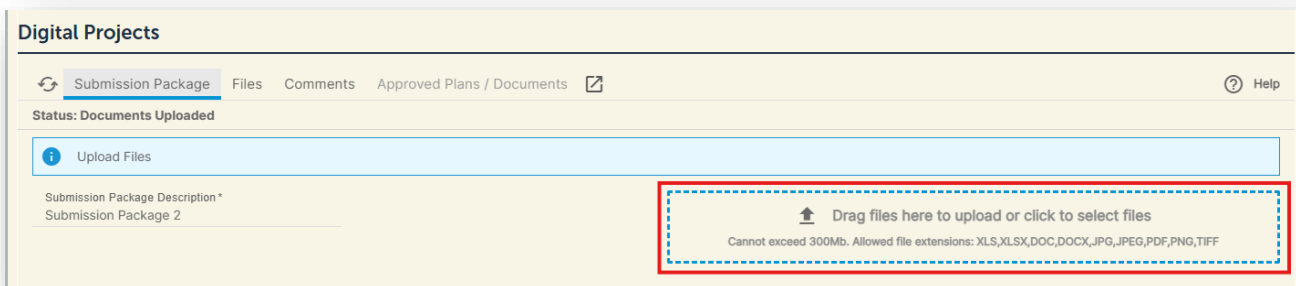 Digital Projects
Submission Package Files Comments Approved Plans / Documents Help
Status: Documents Uploaded
Upload Files
Submission Package Description*
Submission Package 2
Drag files here to upload or click to select files
Cannot exceed 300Mb. Allowed file extensions: XLS,XLSX,DOC,DOCX,JPG,JPEG,PDF,PNG,TIFF